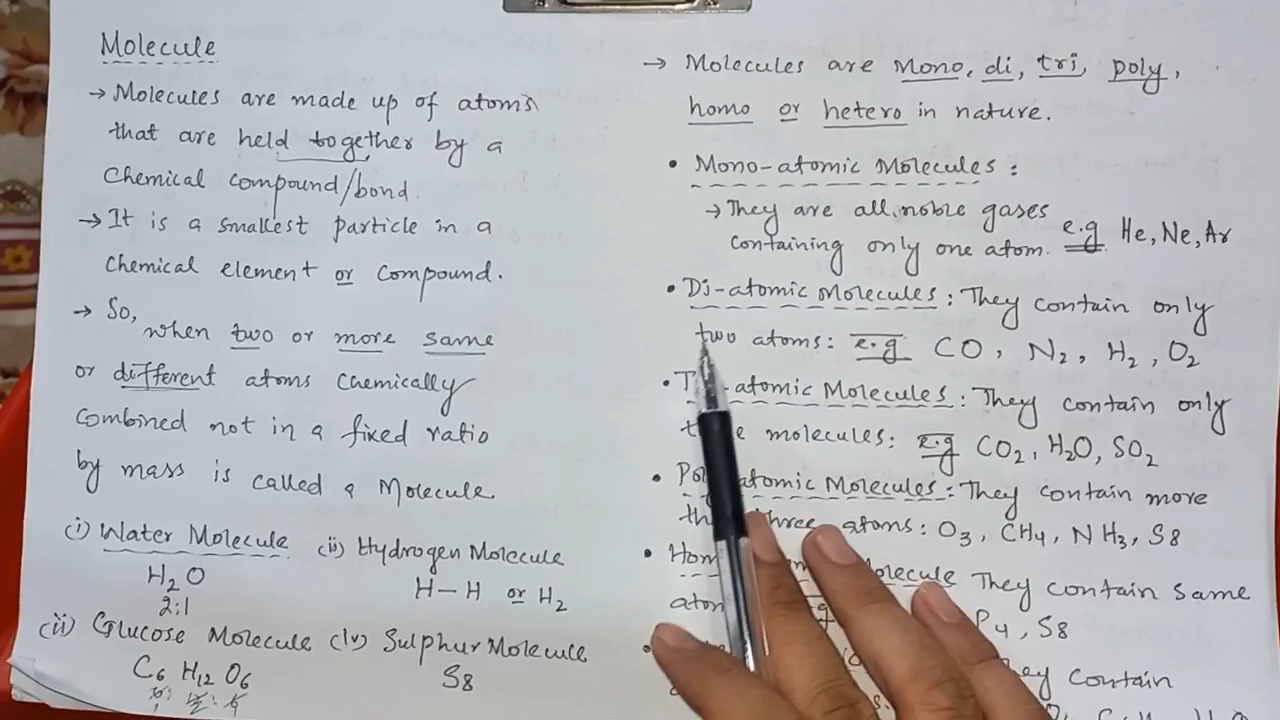 Molecule
→ Molecules are made up of atoms
that are held together by a
Chemical compound/bond.
→ It is a smallest particle in a
Chemical element or compound.
→ So,
when two or more same
or different atoms chemically
combined not in a fixed ratio
by mass is called a Molecule
(i) Water Molecule (ii) Hydrogen Molecule
H2O H-H or H2
2:1
(ii) Glucose Molecule (iv) Sulphur Molecule
C6 H12 O6 S8
→ Molecules are Mono, di, tri, poly,
homo or hetero in nature.
• Mono-atomic Molecules:
→ They are all noble gases
containing only one atom. e.g He, Ne, Ar
• Di-atomic Molecules: They contain only
two atoms: e.g CO, N2, H2, O2
• -atomic Molecules: They contain only
molecules: e.g CO2, H2O, SO2
• atomic Molecules: They contain more
three atoms: O3, CH4, NH3, S8
• Molecule They contain same
P4, S8
contain